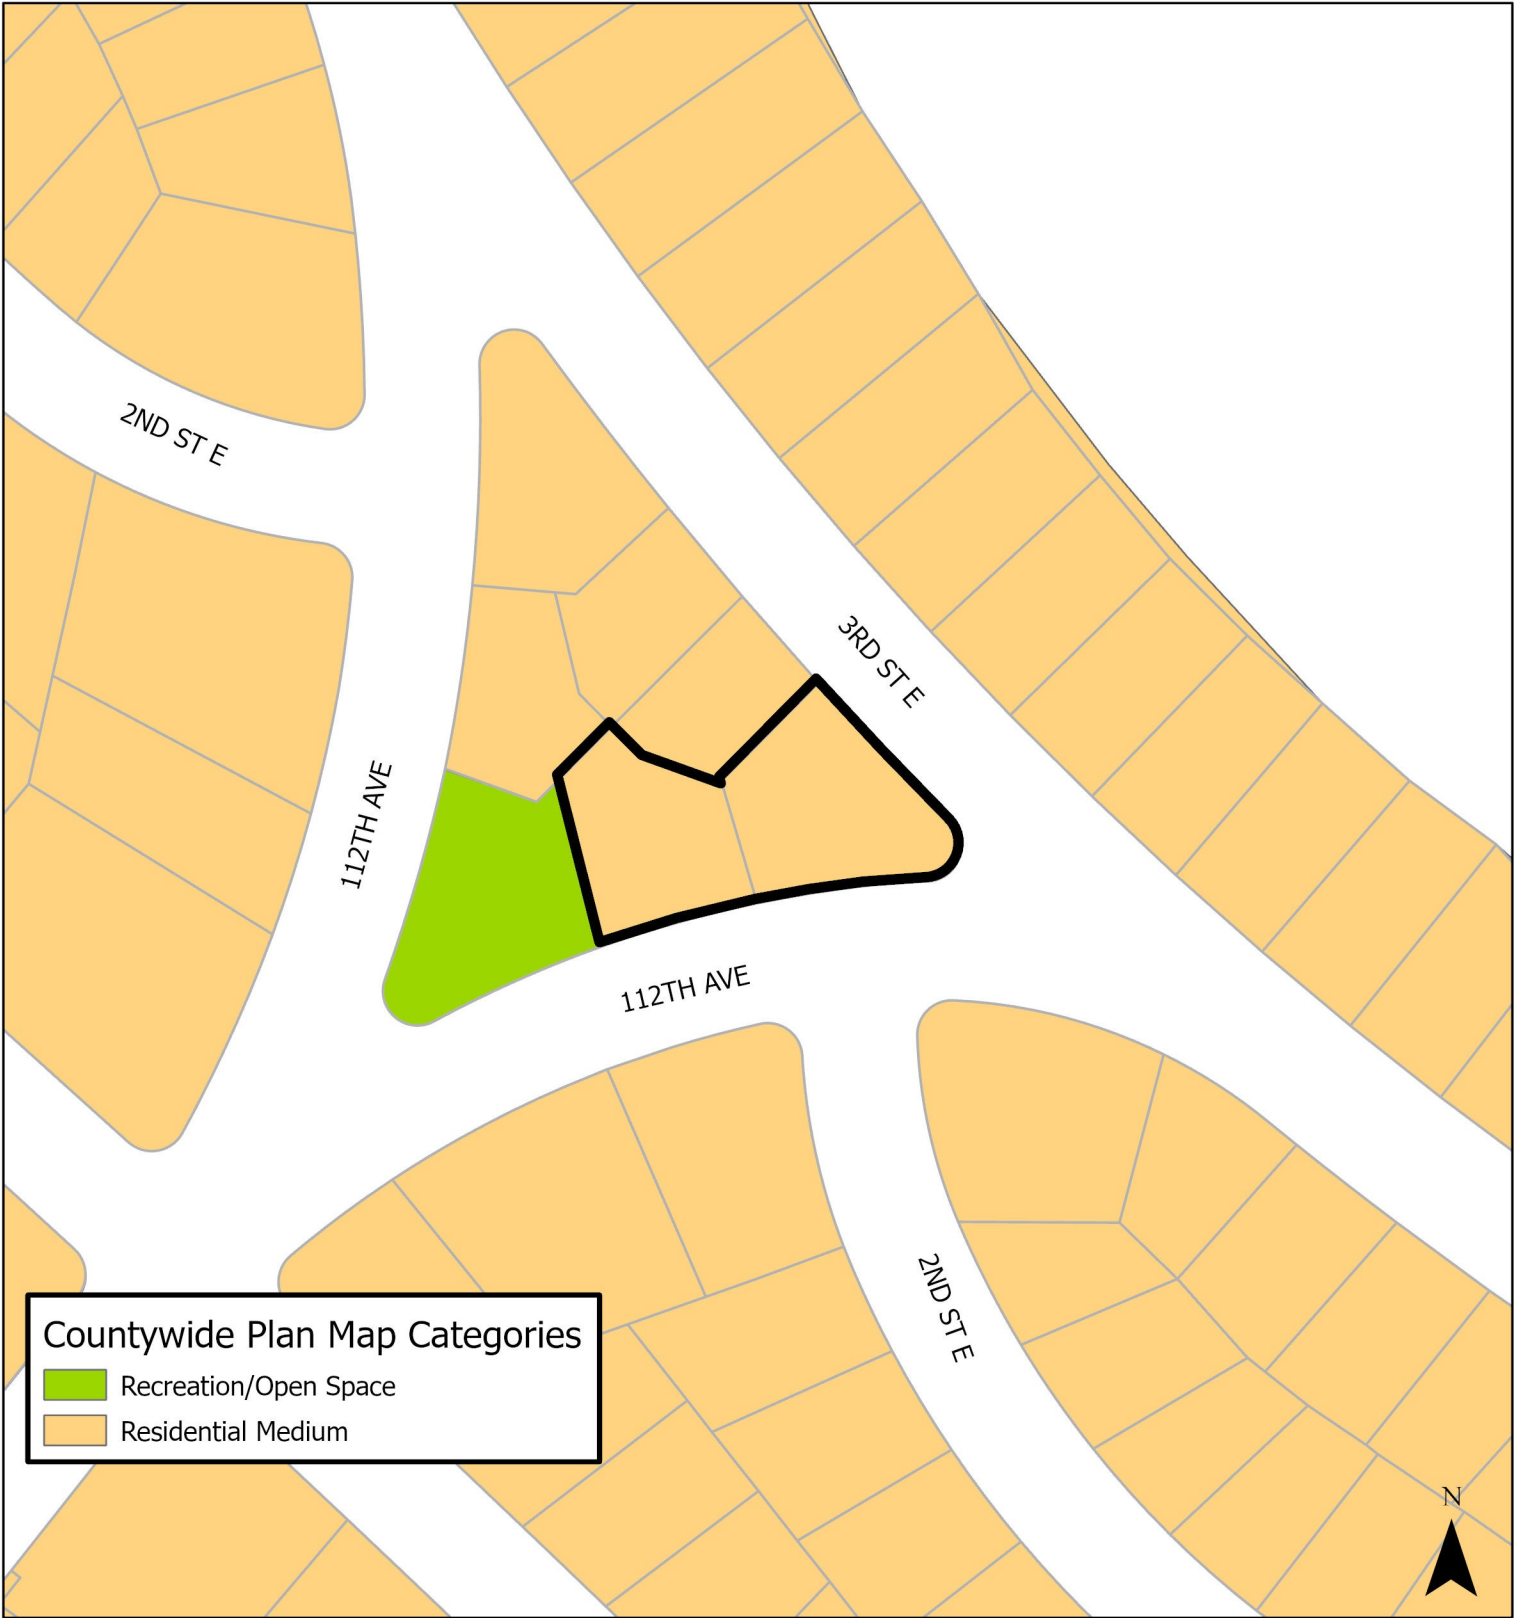 2ND ST E
3RD ST E
112TH AVE
112TH AVE
2ND ST E
Countywide Plan Map Categories
Recreation/Open Space
Residential Medium
N